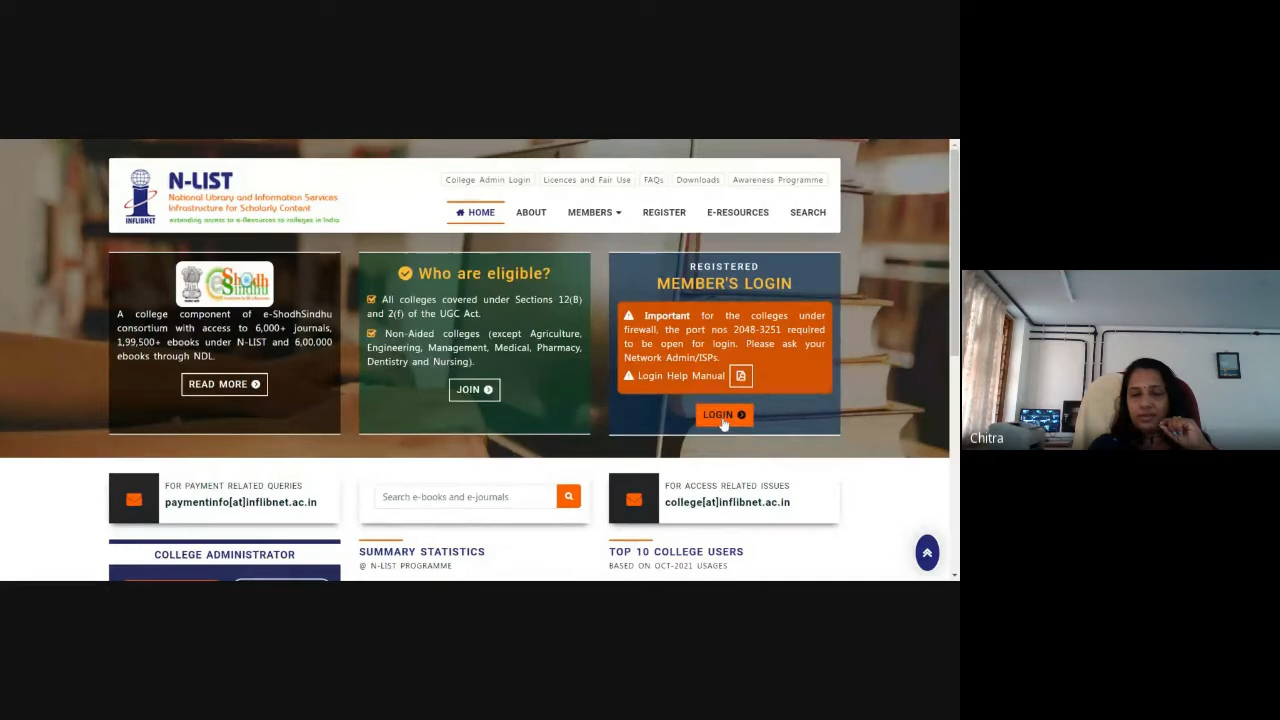 N-LIST
National Library and Information Services
Infrastructure for Scholarly Content
extending access to e-Resources to colleges in India
INFLIBNET
College Admin Login
Licences and Fair Use
FAQs
Downloads
Awareness Programme
HOME
ABOUT
MEMBERS
REGISTER
E-RESOURCES
SEARCH
e-Shodh
Sindhu
A college component of e-ShodhSindhu
consortium with access to 6,000+ journals,
1,99,500+ ebooks under N-LIST and 6,00,000
ebooks through NDL.
READ MORE
Who are eligible?
All colleges covered under Sections 12(B)
and 2(f) of the UGC Act.
Non-Aided colleges (except Agriculture,
Engineering, Management, Medical, Pharmacy,
Dentistry and Nursing).
JOIN
REGISTERED
MEMBER'S LOGIN
Important for the colleges under
firewall, the port nos 2048-3251 required
to be open for login. Please ask your
Network Admin/ISPs.
Login Help Manual
LOGIN
Chitra
FOR PAYMENT RELATED QUERIES
paymentinfo[at]inflibnet.ac.in
Search e-books and e-journals
FOR ACCESS RELATED ISSUES
college[at]inflibnet.ac.in
COLLEGE ADMINISTRATOR
SUMMARY STATISTICS
@ N-LIST PROGRAMME
TOP 10 COLLEGE USERS
BASED ON OCT-2021 USAGES